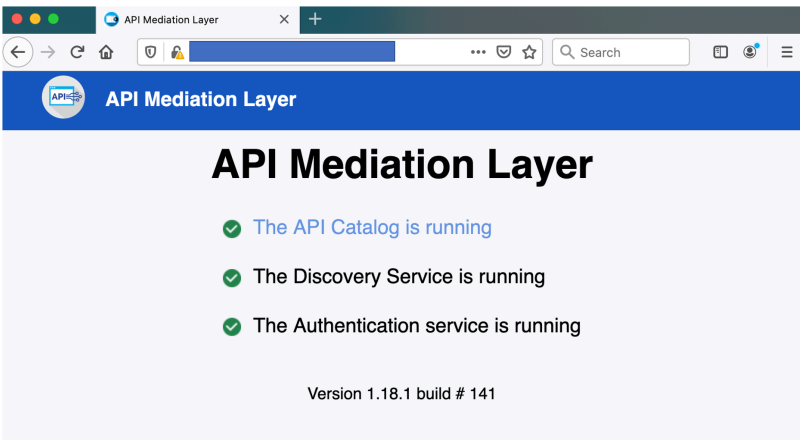 API Mediation Layer
Search
API
API Mediation Layer
API Mediation Layer
The API Catalog is running
The Discovery Service is running
The Authentication service is running
Version 1.18.1 build # 141